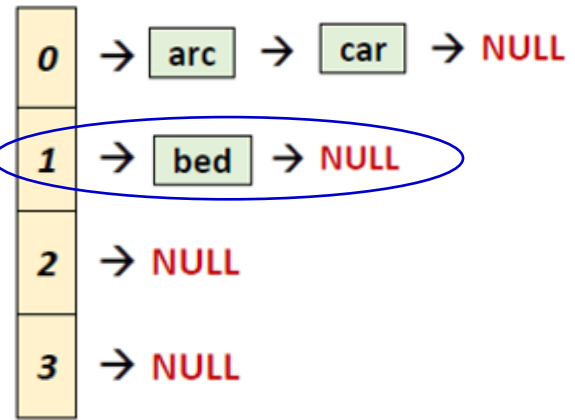 0 → arc → car → NULL
1 → bed → NULL
2 → NULL
3 → NULL